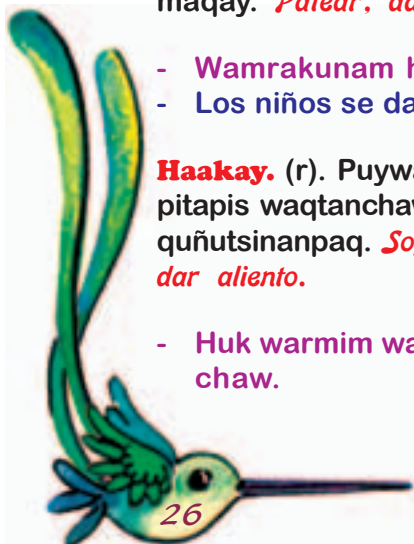 maqay. Patear, da
- Wamrakunam h
- Los niños se da
Haakay. (r). Puywa
pitapis waqtanchaw
quñutsinanpaq. So
dar aliento.
- Huk warmim wa
chaw.
26